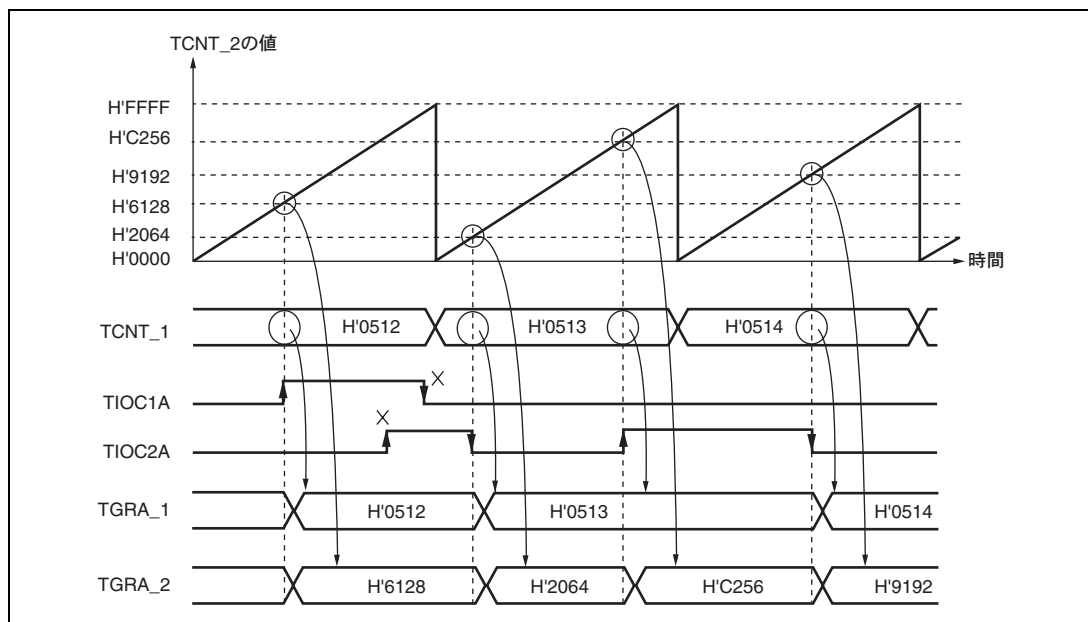 TCNT_2の値
H'FFFF
H'C256
H'9192
H'6128
H'2064
H'0000
時間
TCNT_1 H'0512 H'0513 H'0514
TIOC1A
TIOC2A
TGRA_1 H'0512 H'0513 H'0514
TGRA_2 H'6128 H'2064 H'C256 H'9192